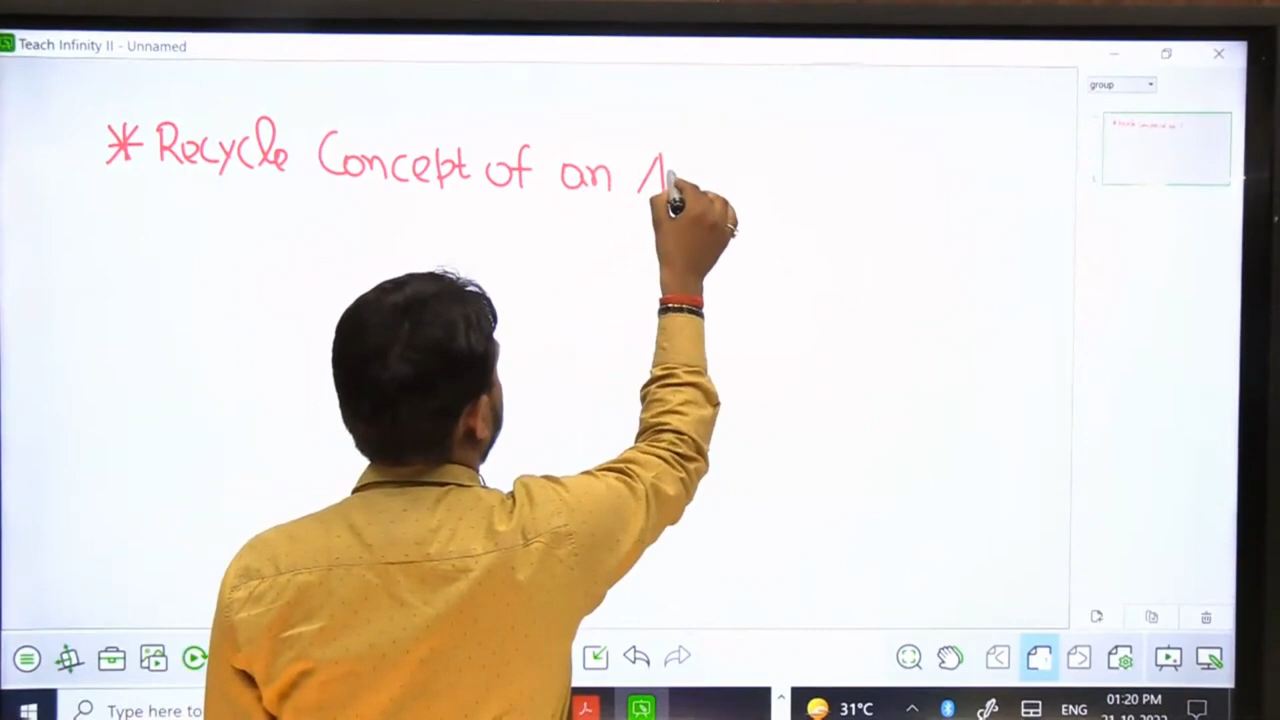 Teach Infinity II - Unnamed
group
* Recycle Concept of an
Type here to
31°C
ENG
01:20 PM